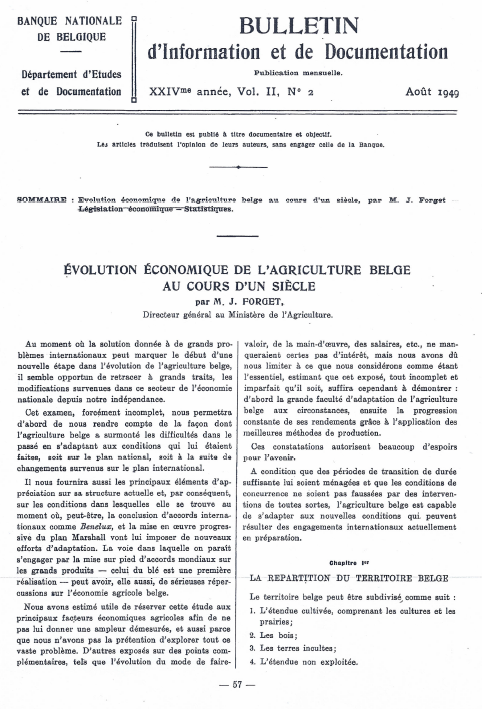 BANQUE NATIONALE
DE BELGIQUE
Département d'Etudes
et de Documentation
BULLETIN
d'Information et de Documentation
Publication mensuelle.
XXIVme année, Vol. II, N° 2
Août 1949
Ce bulletin est publié à titre documentaire et objectif.
Les articles traduisent l'opinion de leurs auteurs, sans engager celle de la Banque.
SOMMAIRE : Evolution économique de l'agriculture belge au cours d'un siècle, par M. J. Forget —
Législation économique — Statistiques.
ÉVOLUTION ÉCONOMIQUE DE L'AGRICULTURE BELGE
AU COURS D'UN SIÈCLE
par M. J. FORGET,
Directeur général au Ministère de l'Agriculture.
Au moment où la solution donnée à de grands pro-
blèmes internationaux peut marquer le début d'une
nouvelle étape dans l'évolution de l'agriculture belge,
il semble opportun de retracer à grands traits, les
modifications survenues dans ce secteur de l'économie
nationale depuis notre indépendance.
Cet examen, forcément incomplet, nous permettra
d'abord de nous rendre compte de la façon dont
l'agriculture belge a surmonté les difficultés dans le
passé en s'adaptant aux conditions qui lui étaient
faites, soit sur le plan national, soit à la suite de
changements survenus sur le plan international.
Il nous fournira aussi les principaux éléments d'ap-
préciation sur sa structure actuelle et, par conséquent,
sur les conditions dans lesquelles elle se trouve au
moment où, peut-être, la conclusion d'accords interna-
tionaux comme Benelux, et la mise en œuvre progres-
sive du plan Marshall vont lui imposer de nouveaux
efforts d'adaptation. La voie dans laquelle on paraît
s'engager par la mise sur pied d'accords mondiaux sur
les grands produits — celui du blé est une première
réalisation — peut avoir, elle aussi, de sérieuses réper-
cussions sur l'économie agricole belge.
Nous avons estimé utile de réserver cette étude aux
principaux facteurs économiques agricoles afin de ne
pas lui donner une ampleur démesurée, et aussi parce
que nous n'avons pas la prétention d'explorer tout ce
vaste problème. D'autres exposés sur des points com-
plémentaires, tels que l'évolution du mode de faire-
valoir, de la main-d'œuvre, des salaires, etc., ne man-
queraient certes pas d'intérêt, mais nous avons dû
nous limiter à ce que nous considérons comme étant
l'essentiel, estimant que cet exposé, tout incomplet et
imparfait qu'il soit, suffira cependant à démontrer :
d'abord la grande faculté d'adaptation de l'agriculture
belge aux circonstances, ensuite la progression
constante de ses rendements grâce à l'application des
meilleures méthodes de production.
Ces constatations autorisent beaucoup d'espoirs
pour l'avenir.
A condition que des périodes de transition de durée
suffisante lui soient ménagées et que les conditions de
concurrence ne soient pas faussées par des interven-
tions de toutes sortes, l'agriculture belge est capable
de s'adapter aux nouvelles conditions qui peuvent
résulter des engagements internationaux actuellement
en préparation.
Chapitre Ier
LA REPARTITION DU TERRITOIRE BELGE
Le territoire belge peut être subdivisé comme suit :
1. L'étendue cultivée, comprenant les cultures et les
prairies;
2. Les bois;
3. Les terres incultes;
4. L'étendue non exploitée.
— 57 —